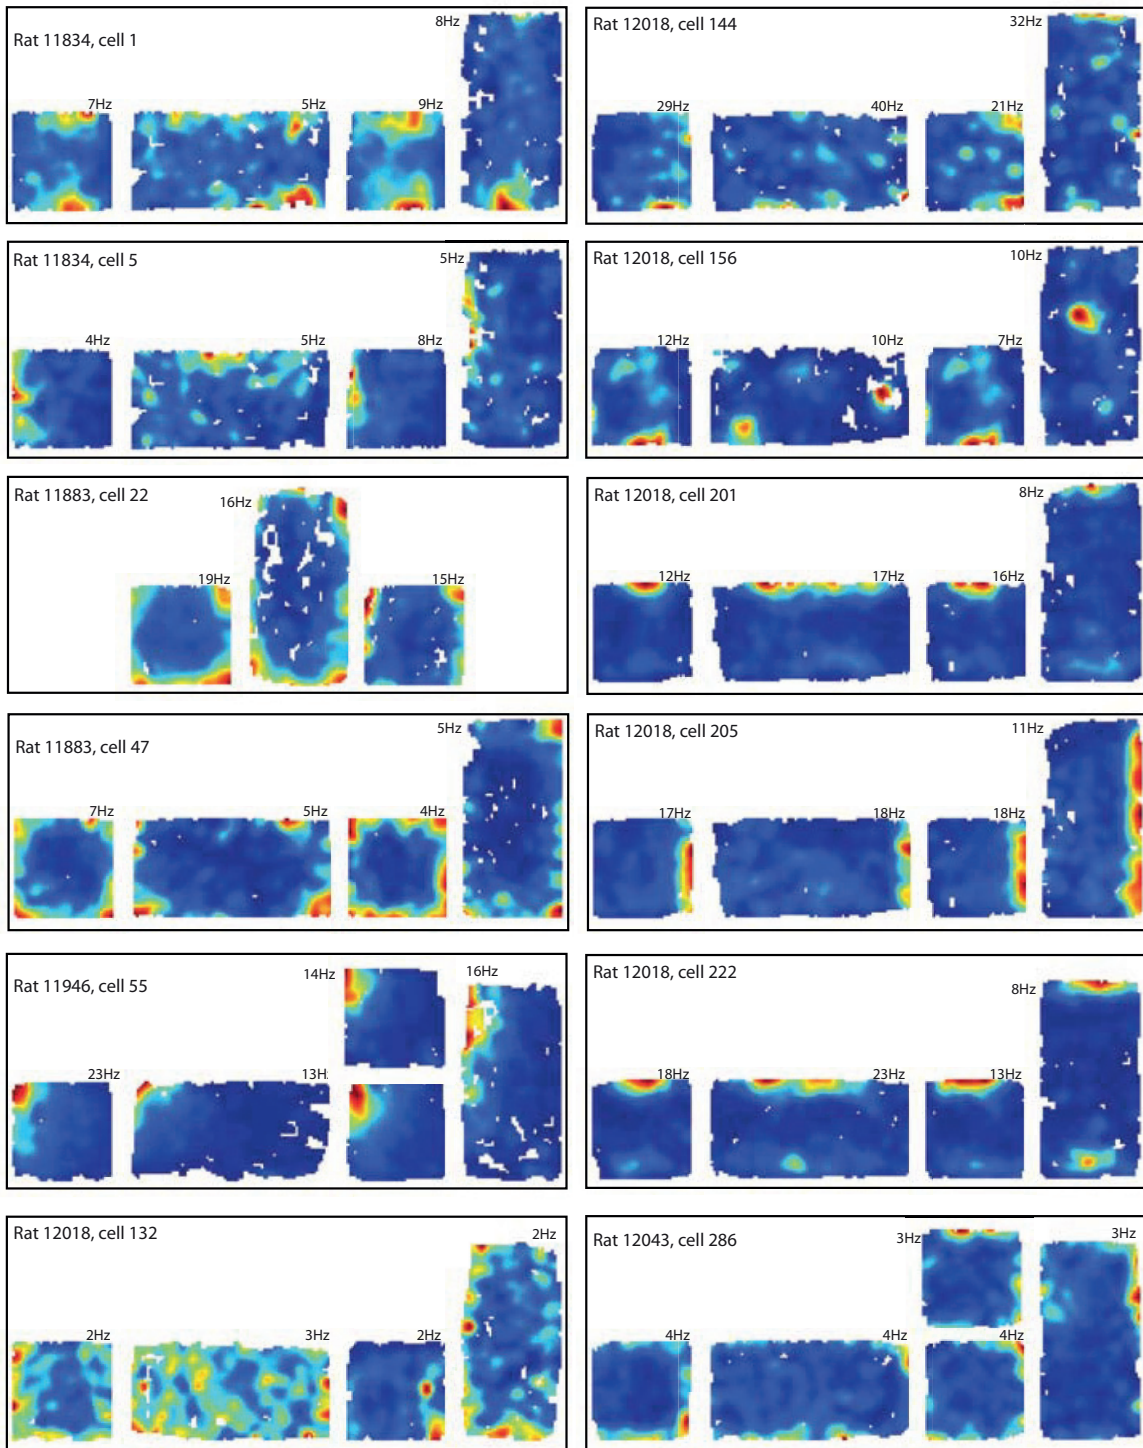 Rat 11834, cell 1
8Hz
7Hz
5Hz
9Hz
Rat 12018, cell 144
32Hz
29Hz
40Hz
21Hz
Rat 11834, cell 5
5Hz
4Hz
5Hz
8Hz
Rat 12018, cell 156
10Hz
12Hz
10Hz
7Hz
Rat 11883, cell 22
16Hz
19Hz
15Hz
Rat 12018, cell 201
8Hz
12Hz
17Hz
16Hz
Rat 11883, cell 47
5Hz
7Hz
5Hz
4Hz
Rat 12018, cell 205
11Hz
17Hz
18Hz
18Hz
Rat 11946, cell 55
14Hz
16Hz
23Hz
13Hz
Rat 12018, cell 222
8Hz
18Hz
23Hz
13Hz
Rat 12018, cell 132
2Hz
2Hz
3Hz
2Hz
Rat 12043, cell 286
3Hz
3Hz
4Hz
4Hz
4Hz